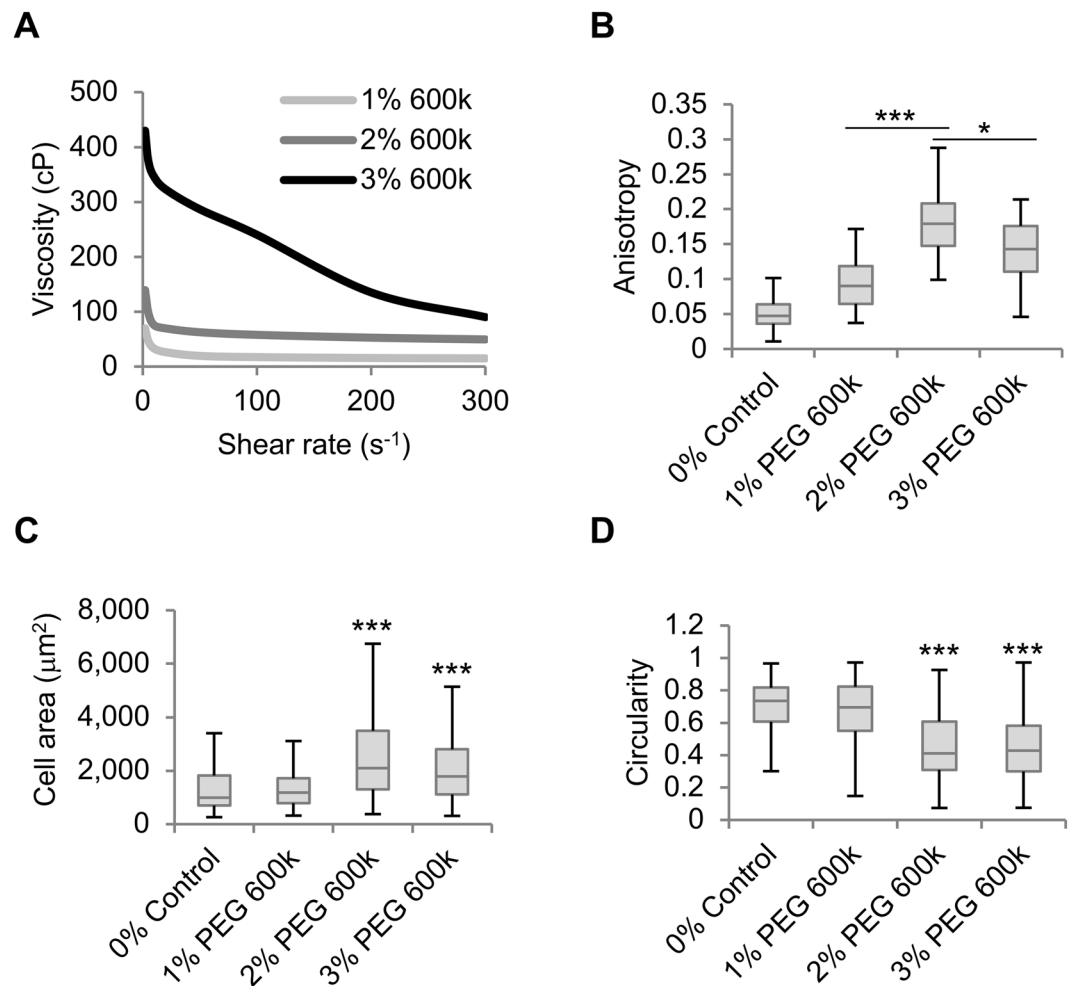 A
Viscosity (cP)
500
400
300
200
100
0
0 100 200 300
Shear rate (s⁻¹)
1% 600k
2% 600k
3% 600k
B
Anisotropy
0.35
0.3
0.25
0.2
0.15
0.1
0.05
0
***
*
0% Control
1% PEG 600k
2% PEG 600k
3% PEG 600k
C
Cell area (μm²)
8,000
6,000
4,000
2,000
0
***
***
0% Control
1% PEG 600k
2% PEG 600k
3% PEG 600k
D
Circularity
1.2
1
0.8
0.6
0.4
0.2
0
***
***
0% Control
1% PEG 600k
2% PEG 600k
3% PEG 600k